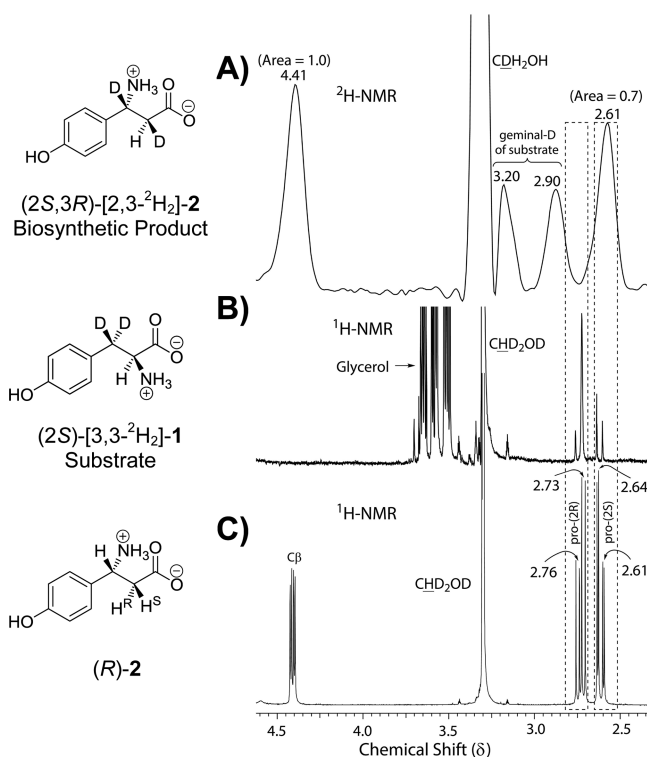 A)
(Area = 1.0)
4.41
²H-NMR
CDH2OH
(Area = 0.7)
2.61
geminal-D
of substrate
3.20
2.90
D
NH3
⊕
O
O
⊖
H
D
HO
(2S,3R)-[2,3-²H2]-2
Biosynthetic Product
B)
¹H-NMR
CHD2OD
Glycerol
D
D
O
O
⊖
H
NH3
⊕
HO
(2S)-[3,3-²H2]-1
Substrate
2.73
2.64
C)
¹H-NMR
pro-(2R)
pro-(2S)
2.76
2.61
Cβ
CHD2OD
⊕
H
NH3
O
O
⊖
Hᴿ
Hˢ
HO
(R)-2
4.5
4.0
3.5
3.0
2.5
Chemical Shift (δ)